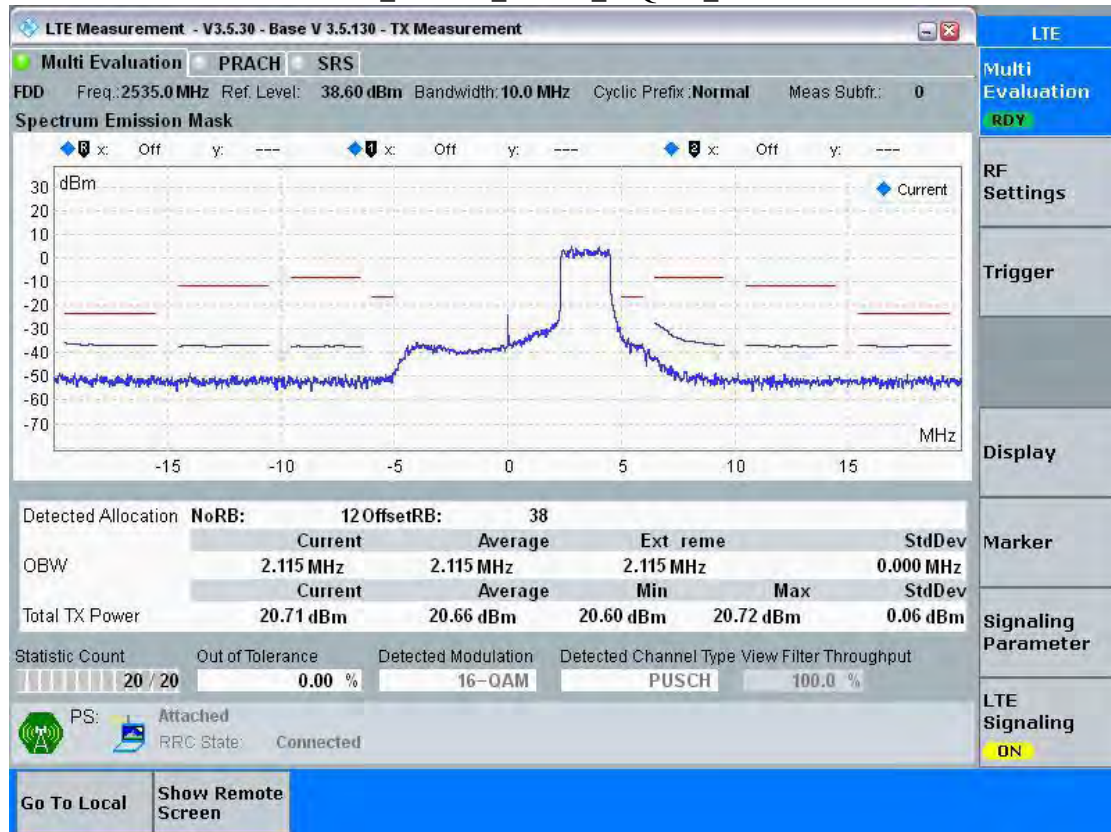 LTE Measurement - V3.5.30 - Base V 3.5.130 - TX Measurement
LTE
Multi Evaluation PRACH SRS
Multi
Evaluation
RDY
FDD Freq.:2535.0 MHz Ref. Level: 38.60 dBm Bandwidth:10.0 MHz Cyclic Prefix :Normal Meas Subfr.: 0
Spectrum Emission Mask
R x: Off y: --- 1 x: Off y: --- 2 x: Off y: ---
RF
Settings
dBm
Current
30
20
10
0
-10
-20
-30
-40
-50
-60
-70
MHz
-15 -10 -5 0 5 10 15
Trigger
Display
Detected Allocation NoRB: 12 OffsetRB: 38
Current Average Ext reme StdDev
OBW 2.115 MHz 2.115 MHz 2.115 MHz 0.000 MHz
Current Average Min Max StdDev
Total TX Power 20.71 dBm 20.66 dBm 20.60 dBm 20.72 dBm 0.06 dBm
Marker
Signaling
Parameter
Statistic Count Out of Tolerance Detected Modulation Detected Channel Type View Filter Throughput
20 / 20 0.00 % 16-QAM PUSCH 100.0 %
PS: Attached
RRC State: Connected
LTE
Signaling
ON
Go To Local
Show Remote
Screen